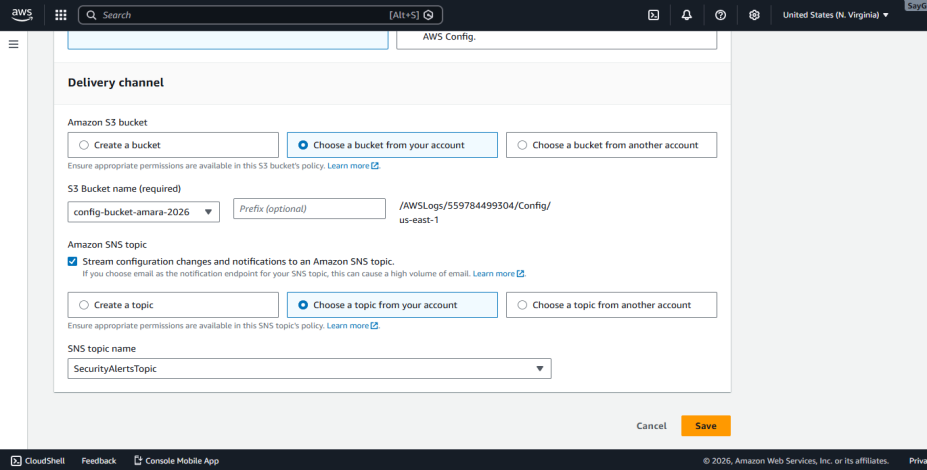 aws
Search
[Alt+S]
United States (N. Virginia)
SayG
AWS Config.
Delivery channel
Amazon S3 bucket
Create a bucket
Choose a bucket from your account
Choose a bucket from another account
Ensure appropriate permissions are available in this S3 bucket's policy. Learn more
S3 Bucket name (required)
config-bucket-amara-2026
Prefix (optional)
/AWSLogs/559784499304/Config/
us-east-1
Amazon SNS topic
Stream configuration changes and notifications to an Amazon SNS topic.
If you choose email as the notification endpoint for your SNS topic, this can cause a high volume of email. Learn more
Create a topic
Choose a topic from your account
Choose a topic from another account
Ensure appropriate permissions are available in this SNS topic's policy. Learn more
SNS topic name
SecurityAlertsTopic
Cancel
Save
CloudShell
Feedback
Console Mobile App
© 2026, Amazon Web Services, Inc. or its affiliates.
Priva